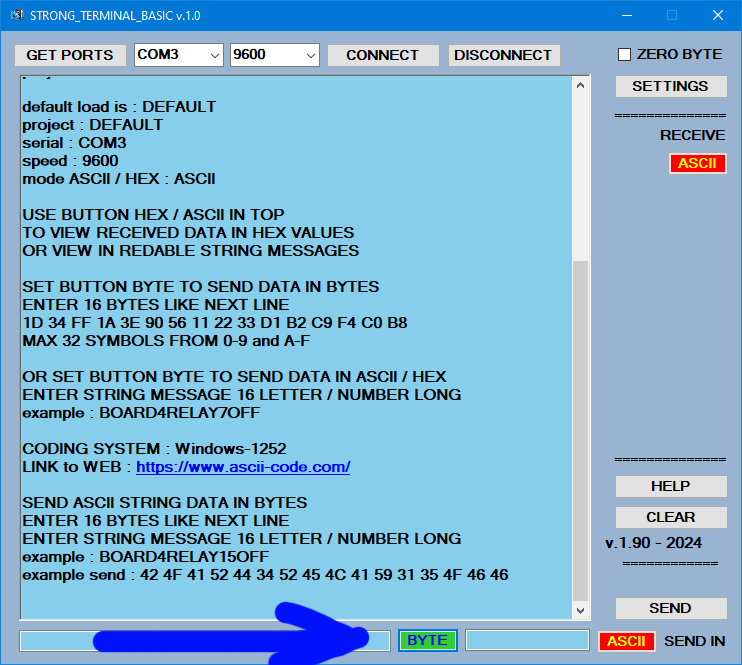 STRONG_TERMINAL_BASIC v.1.0
GET PORTS COM3 9600 CONNECT DISCONNECT ZERO BYTE
SETTINGS
==============
RECEIVE
ASCII
default load is : DEFAULT
project : DEFAULT
serial : COM3
speed : 9600
mode ASCII / HEX : ASCII
USE BUTTON HEX / ASCII IN TOP
TO VIEW RECEIVED DATA IN HEX VALUES
OR VIEW IN REDABLE STRING MESSAGES
SET BUTTON BYTE TO SEND DATA IN BYTES
ENTER 16 BYTES LIKE NEXT LINE
1D 34 FF 1A 3E 90 56 11 22 33 D1 B2 C9 F4 C0 B8
MAX 32 SYMBOLS FROM 0-9 and A-F
OR SET BUTTON BYTE TO SEND DATA IN ASCII / HEX
ENTER STRING MESSAGE 16 LETTER / NUMBER LONG
example : BOARD4RELAY7OFF
CODING SYSTEM : Windows-1252
LINK to WEB : https://www.ascii-code.com/
SEND ASCII STRING DATA IN BYTES
ENTER 16 BYTES LIKE NEXT LINE
ENTER STRING MESSAGE 16 LETTER / NUMBER LONG
example : BOARD4RELAY15OFF
example send : 42 4F 41 52 44 34 52 45 4C 41 59 31 35 4F 46 46
==============
HELP
CLEAR
v.1.90 - 2024
============
SEND
BYTE ASCII SEND IN